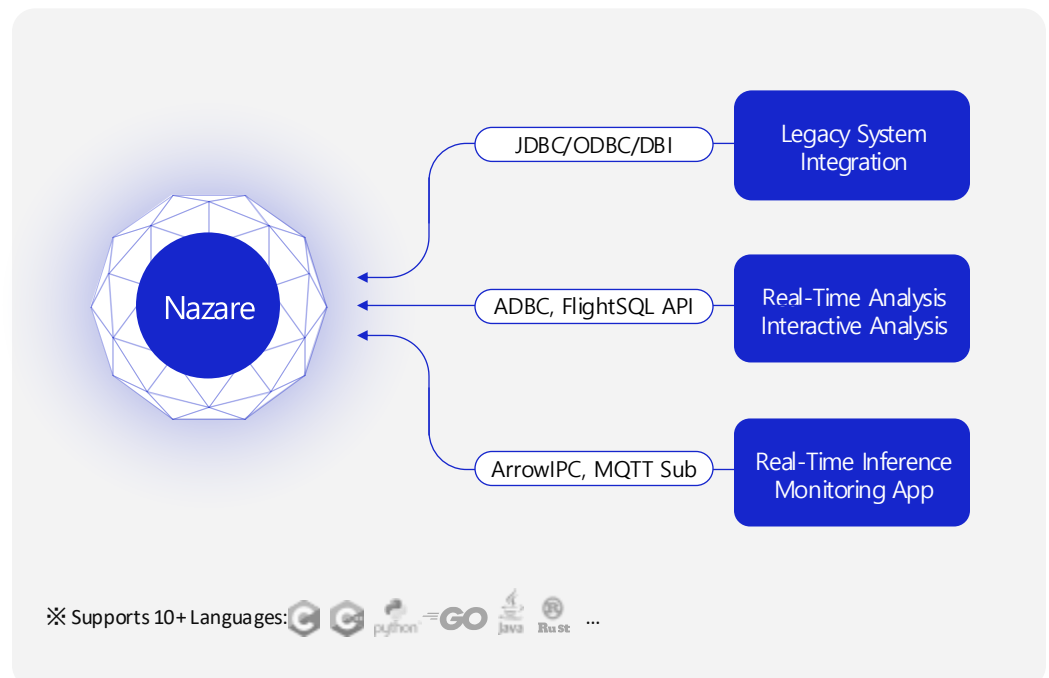 JDBC/ODBC/DBI
Legacy System
Integration
Nazare
ADBC, FlightSQL API
Real-Time Analysis
Interactive Analysis
ArrowIPC, MQTT Sub
Real-Time Inference
Monitoring App
※ Supports 10+ Languages: C C++ python GO Java Rust ...